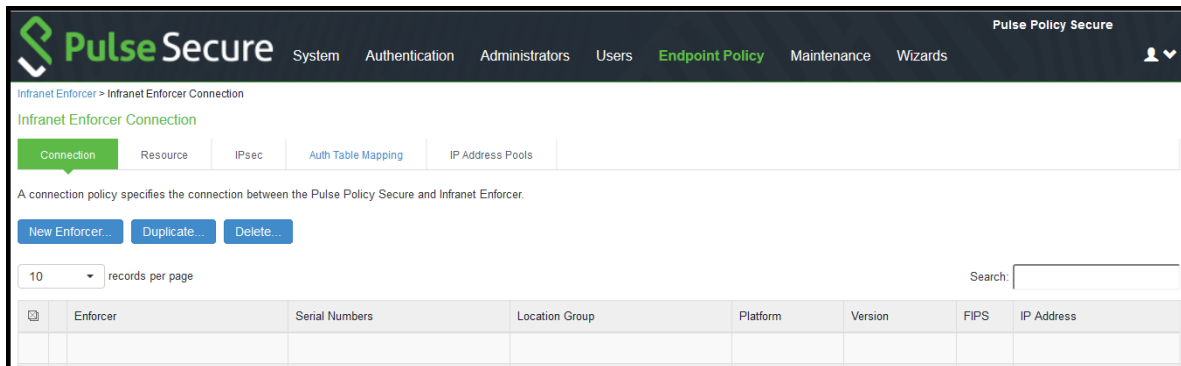 Pulse Policy Secure
Pulse Secure System Authentication Administrators Users Endpoint Policy Maintenance Wizards
Infranet Enforcer > Infranet Enforcer Connection
Infranet Enforcer Connection
Connection Resource IPsec Auth Table Mapping IP Address Pools
A connection policy specifies the connection between the Pulse Policy Secure and Infranet Enforcer.
New Enforcer... Duplicate... Delete...
10 records per page Search:
Enforcer Serial Numbers Location Group Platform Version FIPS IP Address